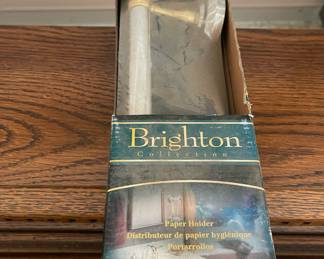 Brighton
Collection
Paper Holder
Distributeur de papier hygiénique
Portarrollos